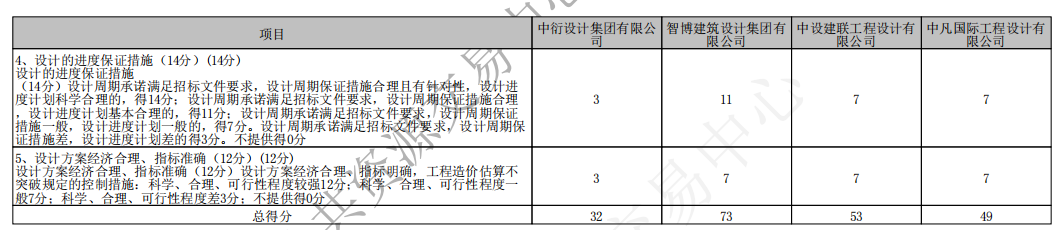 项目
中衍设计集团有限公
司
智博建筑设计集团有
限公司
中设建联工程设计有
限公司
中凡国际工程设计有
限公司
4、设计的进度保证措施（14分）(14分)
设计的进度保证措施
（14分）设计周期承诺满足招标文件要求，设计周期保证措施合理且有针对性，设计进
度计划科学合理的，得14分；设计周期承诺满足招标文件要求，设计周期保证措施合理
，设计进度计划基本合理的，得11分；设计周期承诺满足招标文件要求，设计周期保证
措施一般，设计进度计划一般的，得7分。设计周期承诺满足招标文件要求，设计周期保
证措施差，设计进度计划差的得3分。不提供得0分
3
11
7
7
5、设计方案经济合理、指标准确（12分）(12分)
设计方案经济合理、指标准确（12分）设计方案经济合理、指标明确，工程造价估算不
突破规定的控制措施：科学、合理、可行性程度较强12分；科学、合理、可行性程度一
般7分；科学、合理、可行性程度差3分；不提供得0分
3
7
7
7
总得分
32
73
53
49
共资源交易中心
易中心